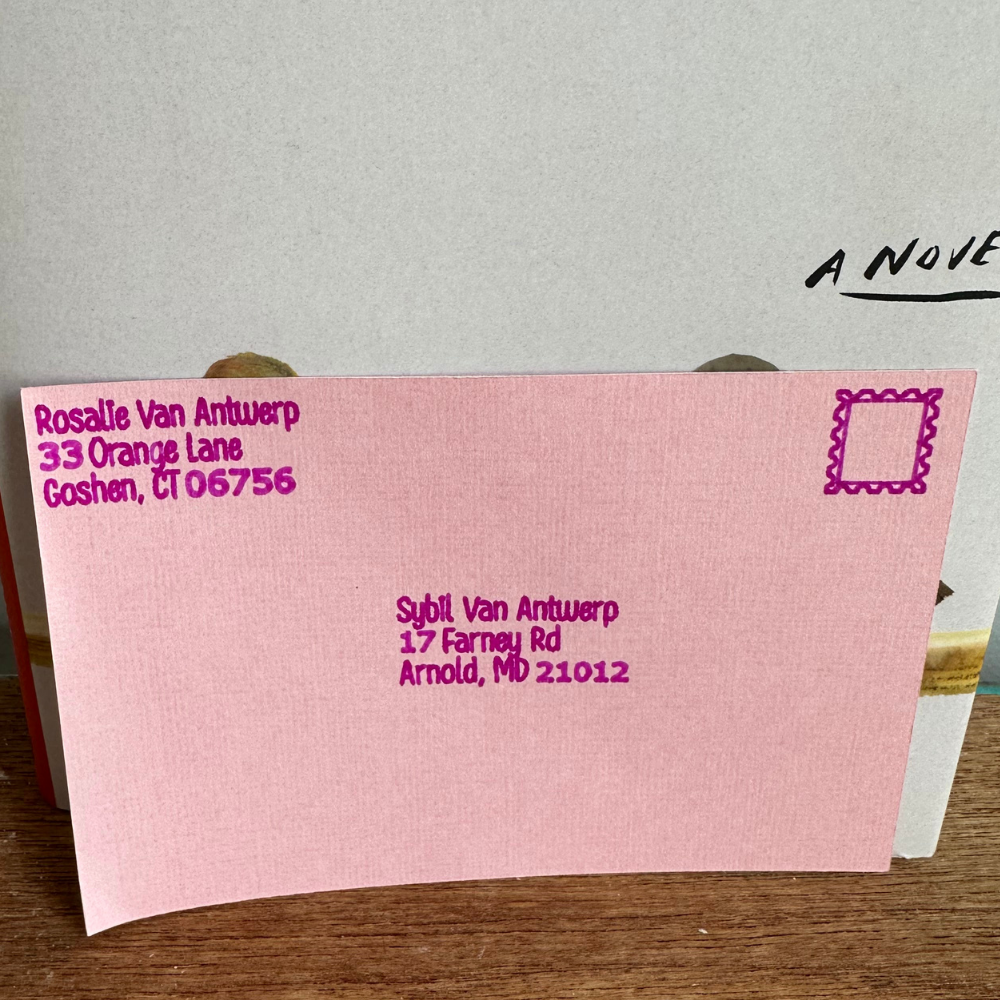 A NOVE
Rosalie Van Antwerp
33 Orange Lane
Goshen, CT 06756
Sybil Van Antwerp
17 Farney Rd
Arnold, MD 21012